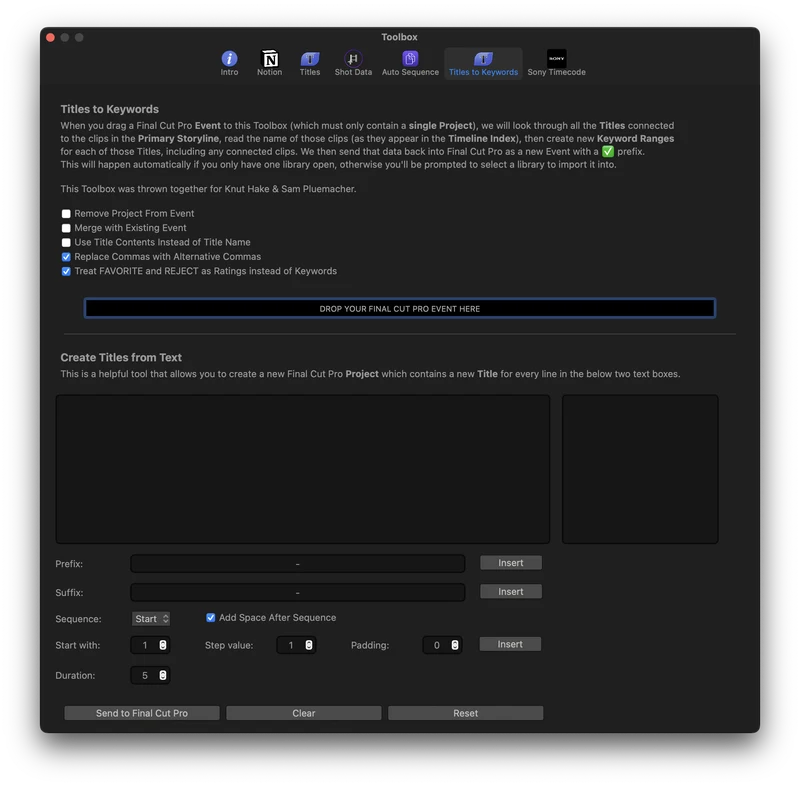 Toolbox
Intro
Notion
Titles
Shot Data
Auto Sequence
Titles to Keywords
SONY
Sony Timecode
Titles to Keywords
When you drag a Final Cut Pro Event to this Toolbox (which must only contain a single Project), we will look through all the Titles connected
to the clips in the Primary Storyline, read the name of those clips (as they appear in the Timeline Index), then create new Keyword Ranges
for each of those Titles, including any connected clips. We then send that data back into Final Cut Pro as a new Event with a ✅ prefix.
This will happen automatically if you only have one library open, otherwise you'll be prompted to select a library to import it into.
This Toolbox was thrown together for Knut Hake & Sam Pluemacher.
Remove Project From Event
Merge with Existing Event
Use Title Contents Instead of Title Name
Replace Commas with Alternative Commas
Treat FAVORITE and REJECT as Ratings instead of Keywords
DROP YOUR FINAL CUT PRO EVENT HERE
Create Titles from Text
This is a helpful tool that allows you to create a new Final Cut Pro Project which contains a new Title for every line in the below two text boxes.
Prefix: – Insert
Suffix: – Insert
Sequence: Start Add Space After Sequence
Start with: 1 Step value: 1 Padding: 0 Insert
Duration: 5
Send to Final Cut Pro Clear Reset